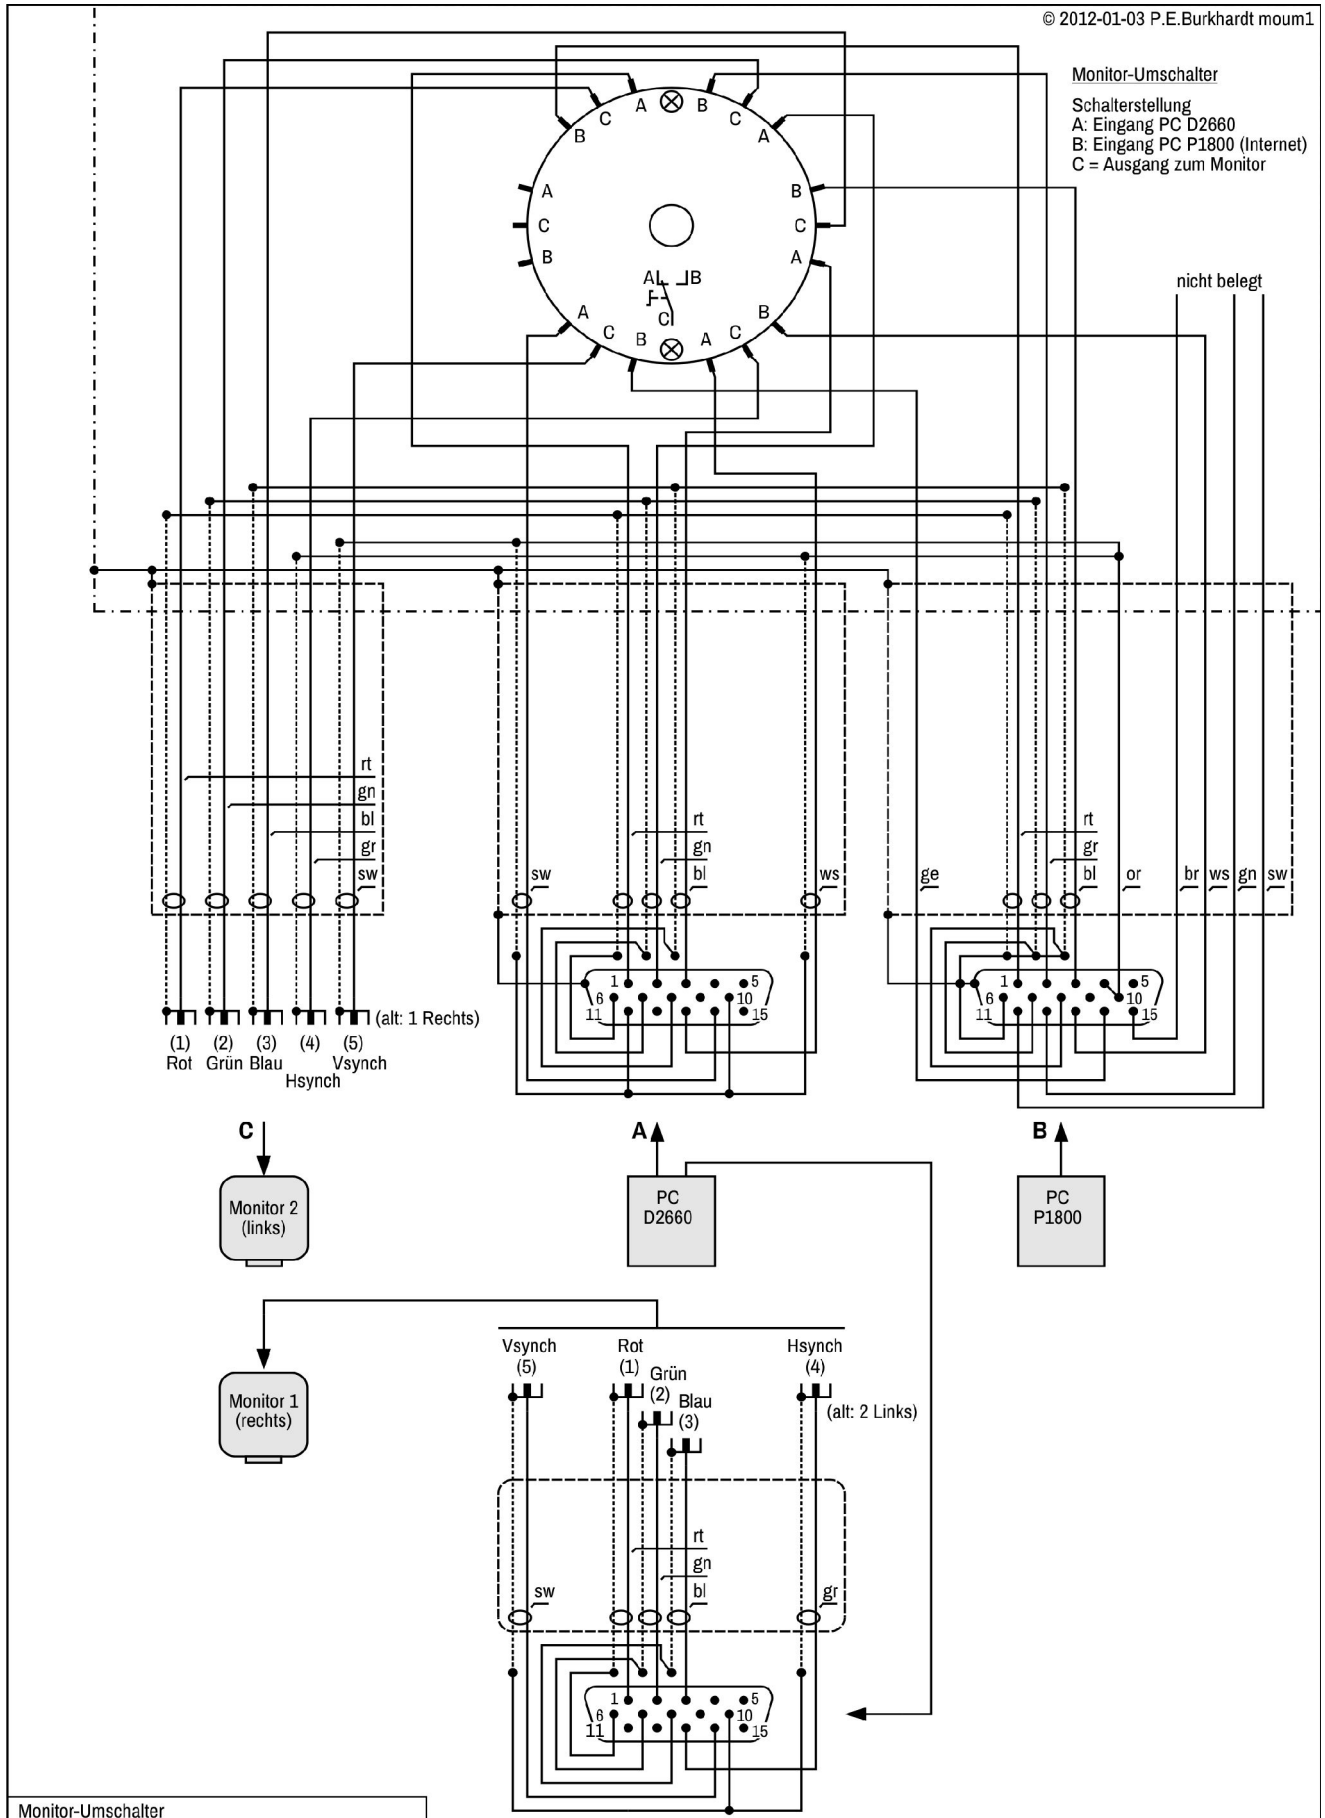 © 2012-01-03 P.E.Burkhardt moum1
Monitor-Umschalter
Schalterstellung
A: Eingang PC D2660
B: Eingang PC P1800 (Internet)
C = Ausgang zum Monitor
A B
C C
B A
A B
C C
B A
nicht belegt
A B
C
A B
C C
B A
rt
gn
bl
gr
sw
sw
rt
gn
bl
ws
ge
rt
gr
bl
or
br
ws
gn
sw
1 5
6 10
11 15
1 5
6 10
11 15
(alt: 1 Rechts)
(1) (2) (3) (4) (5)
Rot Grün Blau Vsynch
Hsynch
C A B
Monitor 2
(links)
PC
D2660
PC
P1800
Monitor 1
(rechts)
Vsynch
(5)
Rot
(1)
Grün
(2)
Blau
(3)
Hsynch
(4)
(alt: 2 Links)
rt
gn
sw bl gr
1 5
6 10
11 15
Monitor-Umschalter